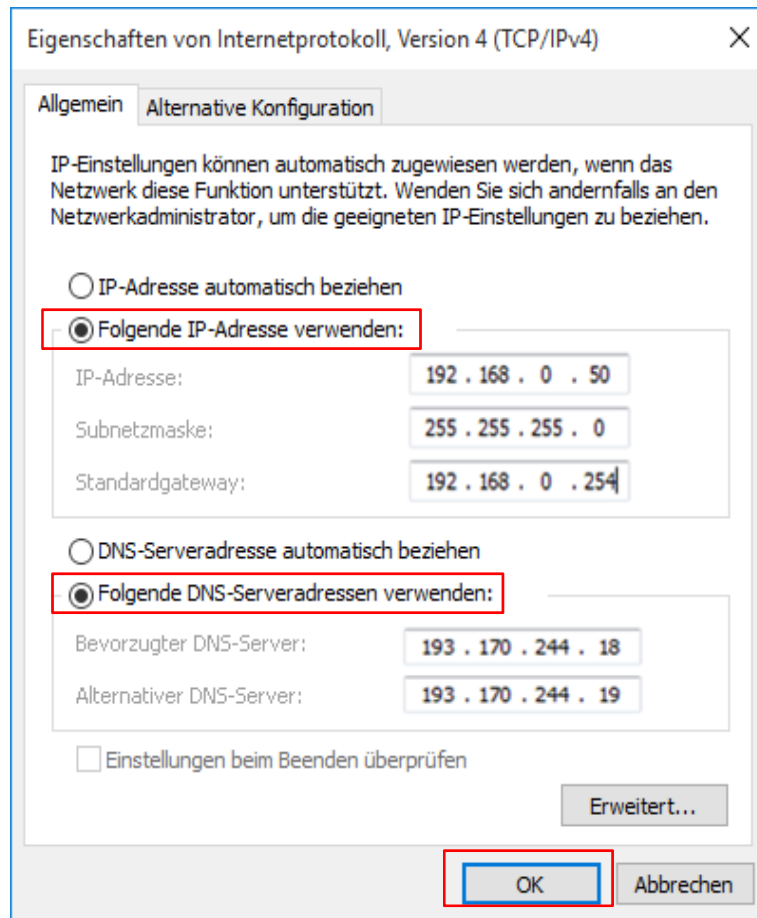 Eigenschaften von Internetprotokoll, Version 4 (TCP/IPv4)
Allgemein
Alternative Konfiguration
IP-Einstellungen können automatisch zugewiesen werden, wenn das
Netzwerk diese Funktion unterstützt. Wenden Sie sich andernfalls an den
Netzwerkadministrator, um die geeigneten IP-Einstellungen zu beziehen.
IP-Adresse automatisch beziehen
Folgende IP-Adresse verwenden:
IP-Adresse: 192 . 168 . 0 . 50
Subnetzmaske: 255 . 255 . 255 . 0
Standardgateway: 192 . 168 . 0 . 254
DNS-Serveradresse automatisch beziehen
Folgende DNS-Serveradressen verwenden:
Bevorzugter DNS-Server: 193 . 170 . 244 . 18
Alternativer DNS-Server: 193 . 170 . 244 . 19
Einstellungen beim Beenden überprüfen
Erweitert...
OK
Abbrechen